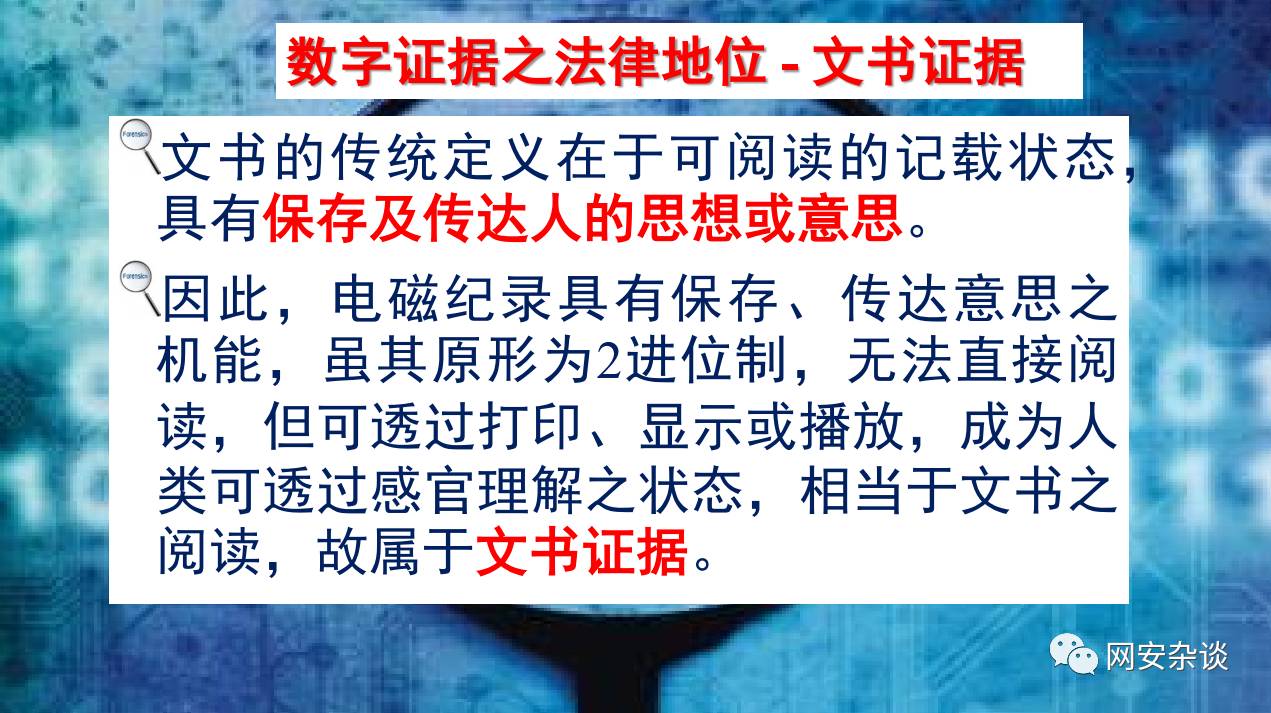 数字证据之法律地位 - 文书证据
Forensics
文书的传统定义在于可阅读的记载状态，
具有保存及传达人的思想或意思。
Forensics
因此，电磁纪录具有保存、传达意思之
机能，虽其原形为2进位制，无法直接阅
读，但可透过打印、显示或播放，成为人
类可透过感官理解之状态，相当于文书之
阅读，故属于文书证据。
网安杂谈